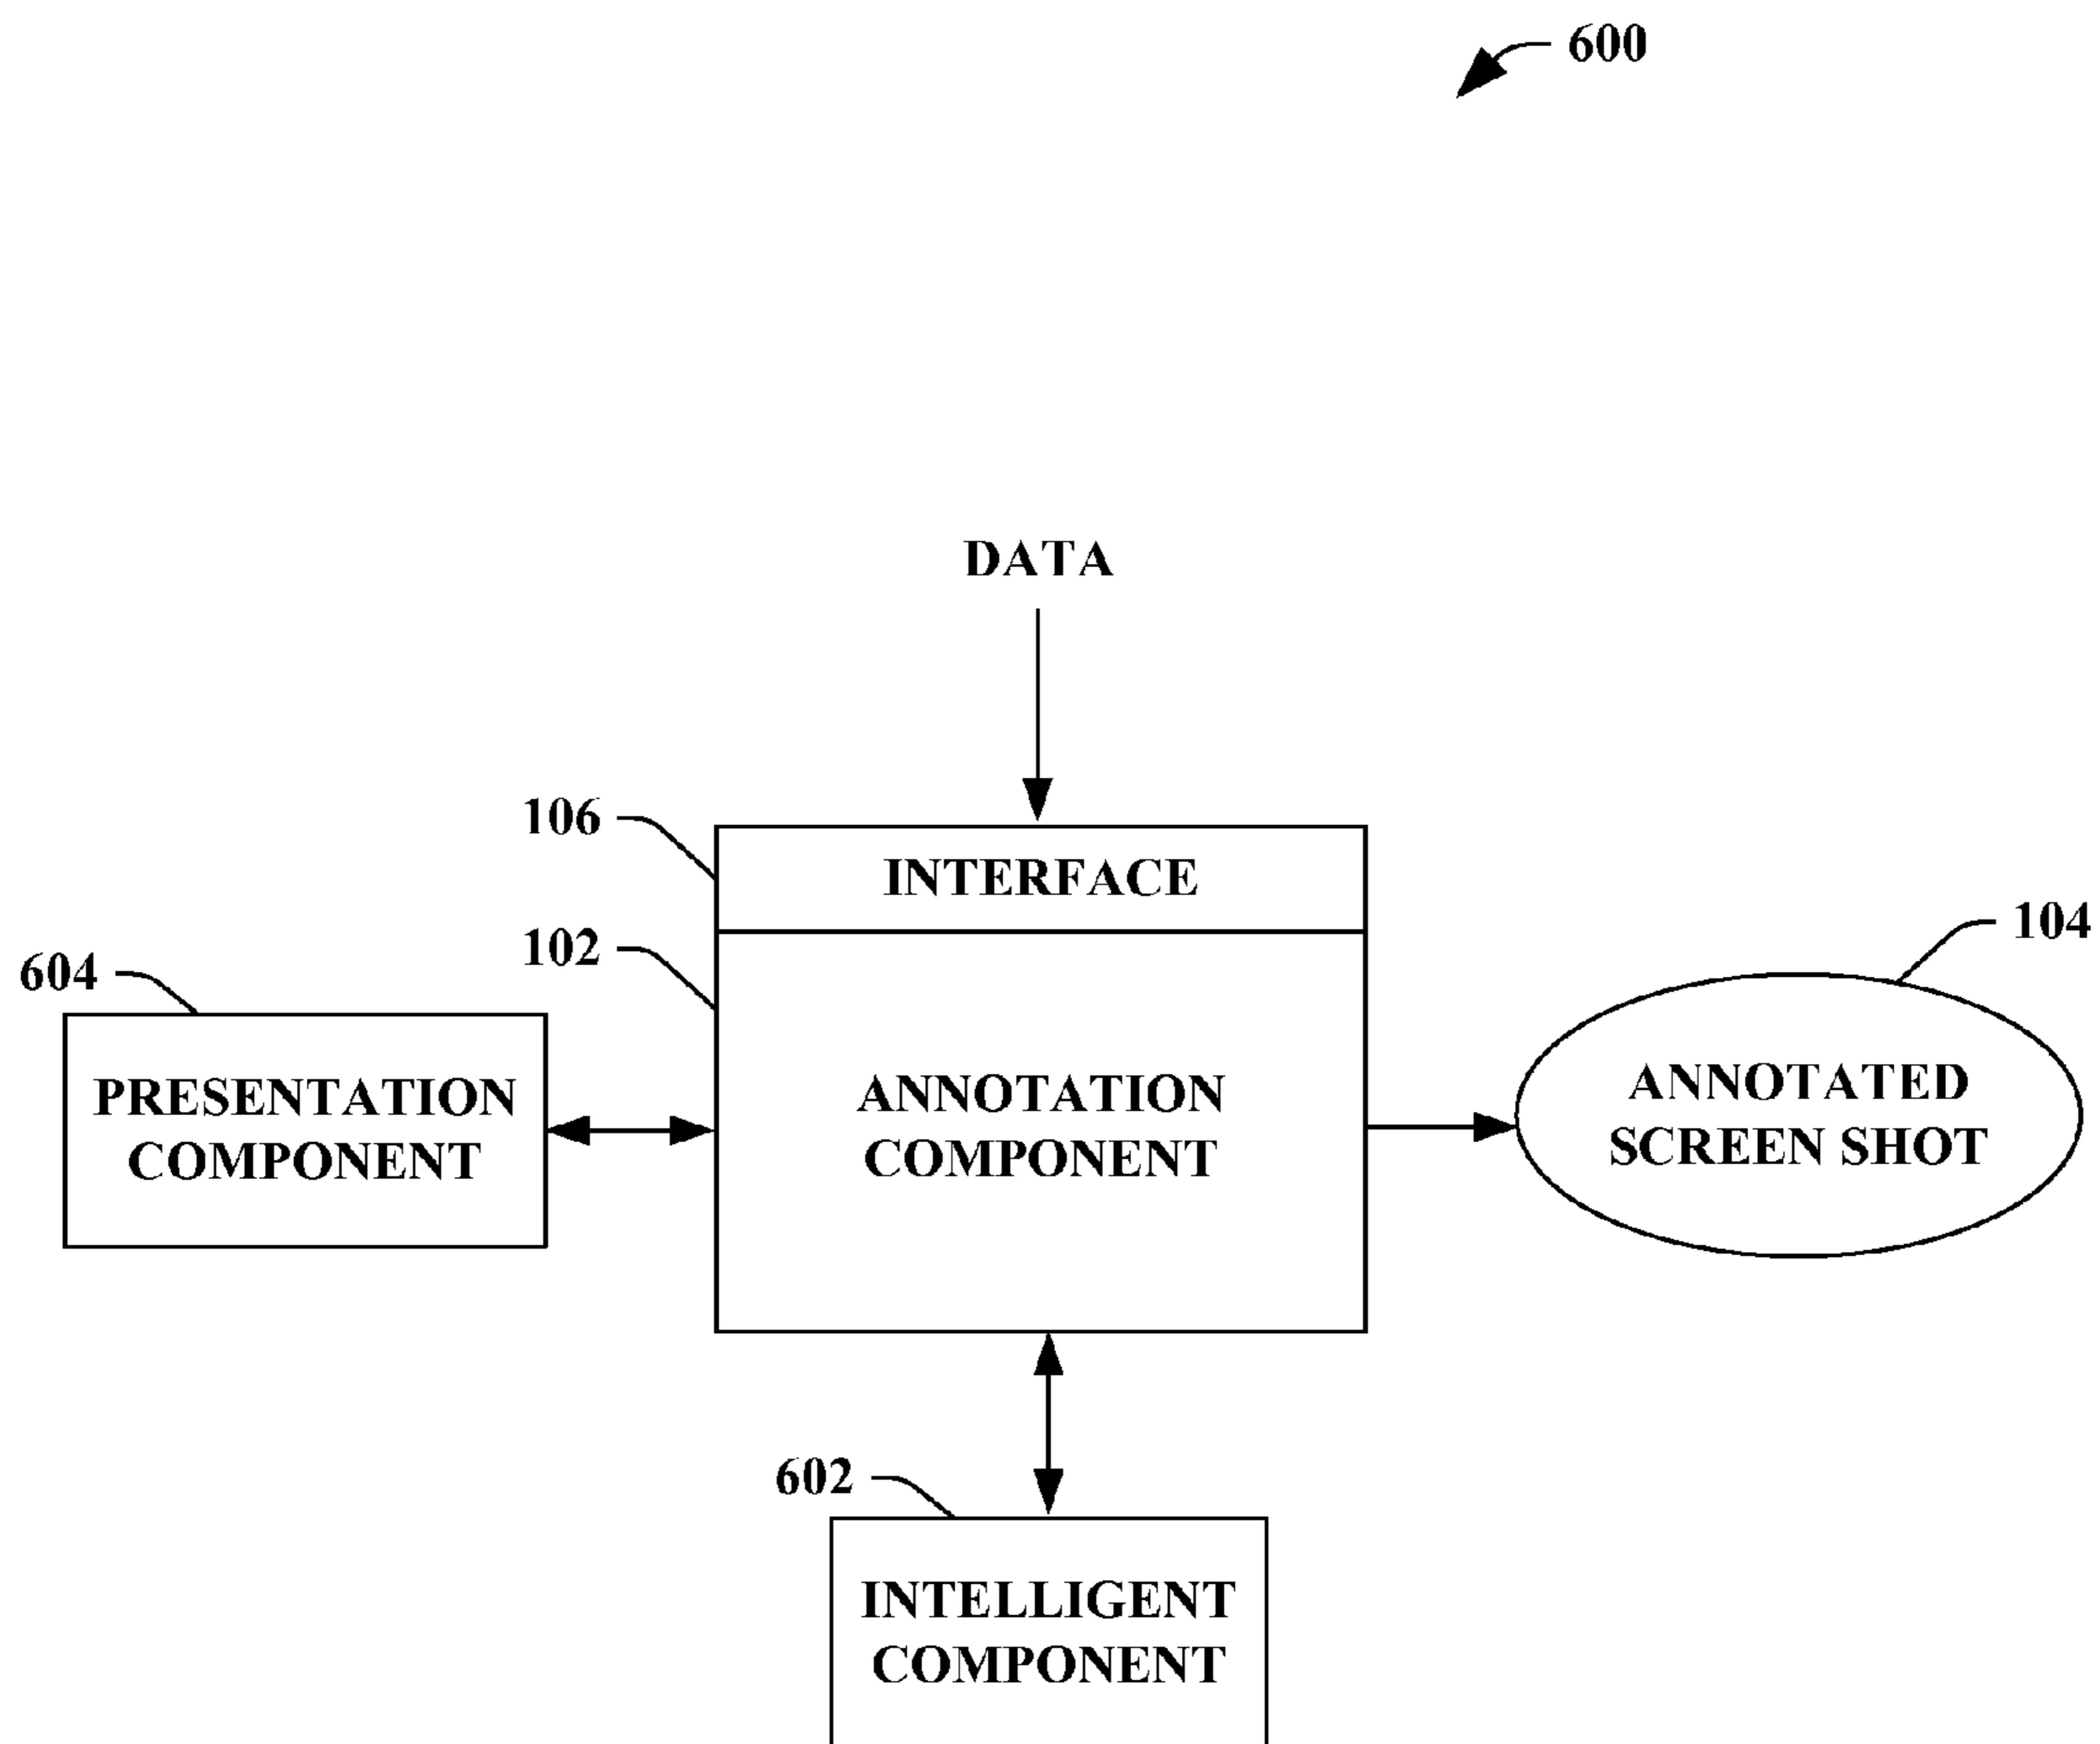 600
DATA
106
INTERFACE
102
104
604
PRESENTATION
COMPONENT
ANNOTATION
COMPONENT
ANNOTATED
SCREEN SHOT
602
INTELLIGENT
COMPONENT